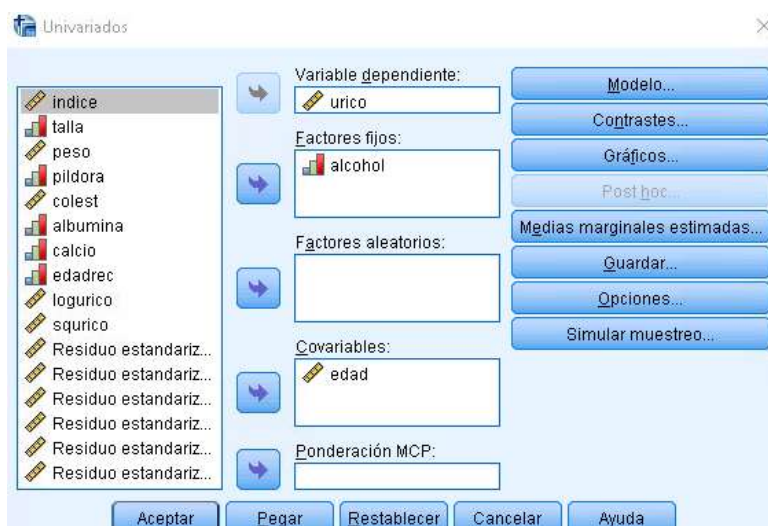 Univariados
indice
talla
peso
pildora
colest
albumina
calcio
edadrec
logurico
squrico
Residuo estandariz...
Residuo estandariz...
Residuo estandariz...
Residuo estandariz...
Residuo estandariz...
Residuo estandariz...
Variable dependiente:
urico
Factores fijos:
alcohol
Factores aleatorios:
Covariables:
edad
Ponderación MCP:
Modelo...
Contrastes...
Gráficos...
Post hoc...
Medias marginales estimadas...
Guardar...
Opciones...
Simular muestreo...
Aceptar
Pegar
Restablecer
Cancelar
Ayuda